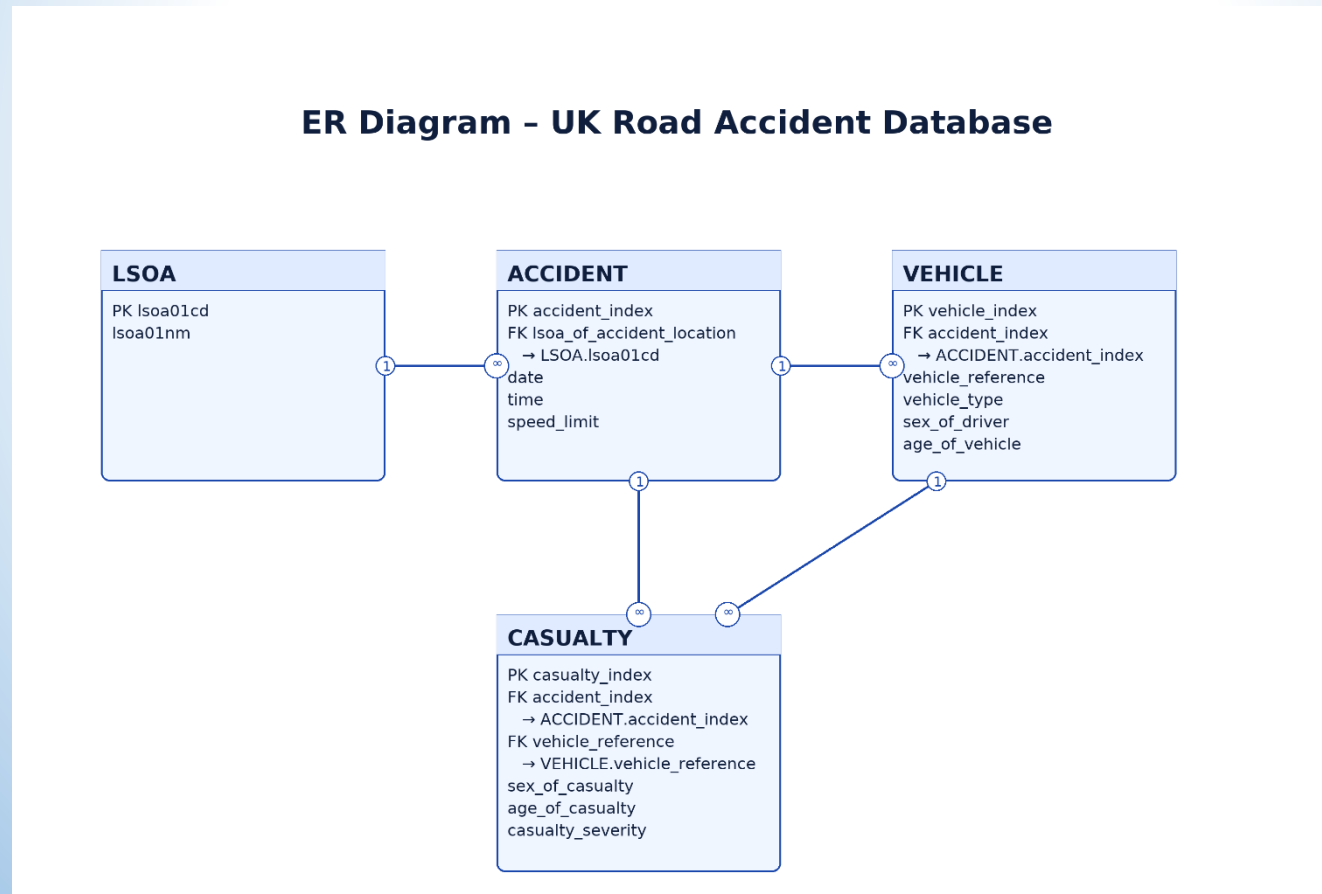 ER Diagram – UK Road Accident Database
LSOA
PK lsoa01cd
lsoa01nm
1
∞
ACCIDENT
PK accident_index
FK lsoa_of_accident_location
→ LSOA.lsoa01cd
date
time
speed_limit
1
∞
VEHICLE
PK vehicle_index
FK accident_index
→ ACCIDENT.accident_index
vehicle_reference
vehicle_type
sex_of_driver
age_of_vehicle
1
1
∞
∞
CASUALTY
PK casualty_index
FK accident_index
→ ACCIDENT.accident_index
FK vehicle_reference
→ VEHICLE.vehicle_reference
sex_of_casualty
age_of_casualty
casualty_severity